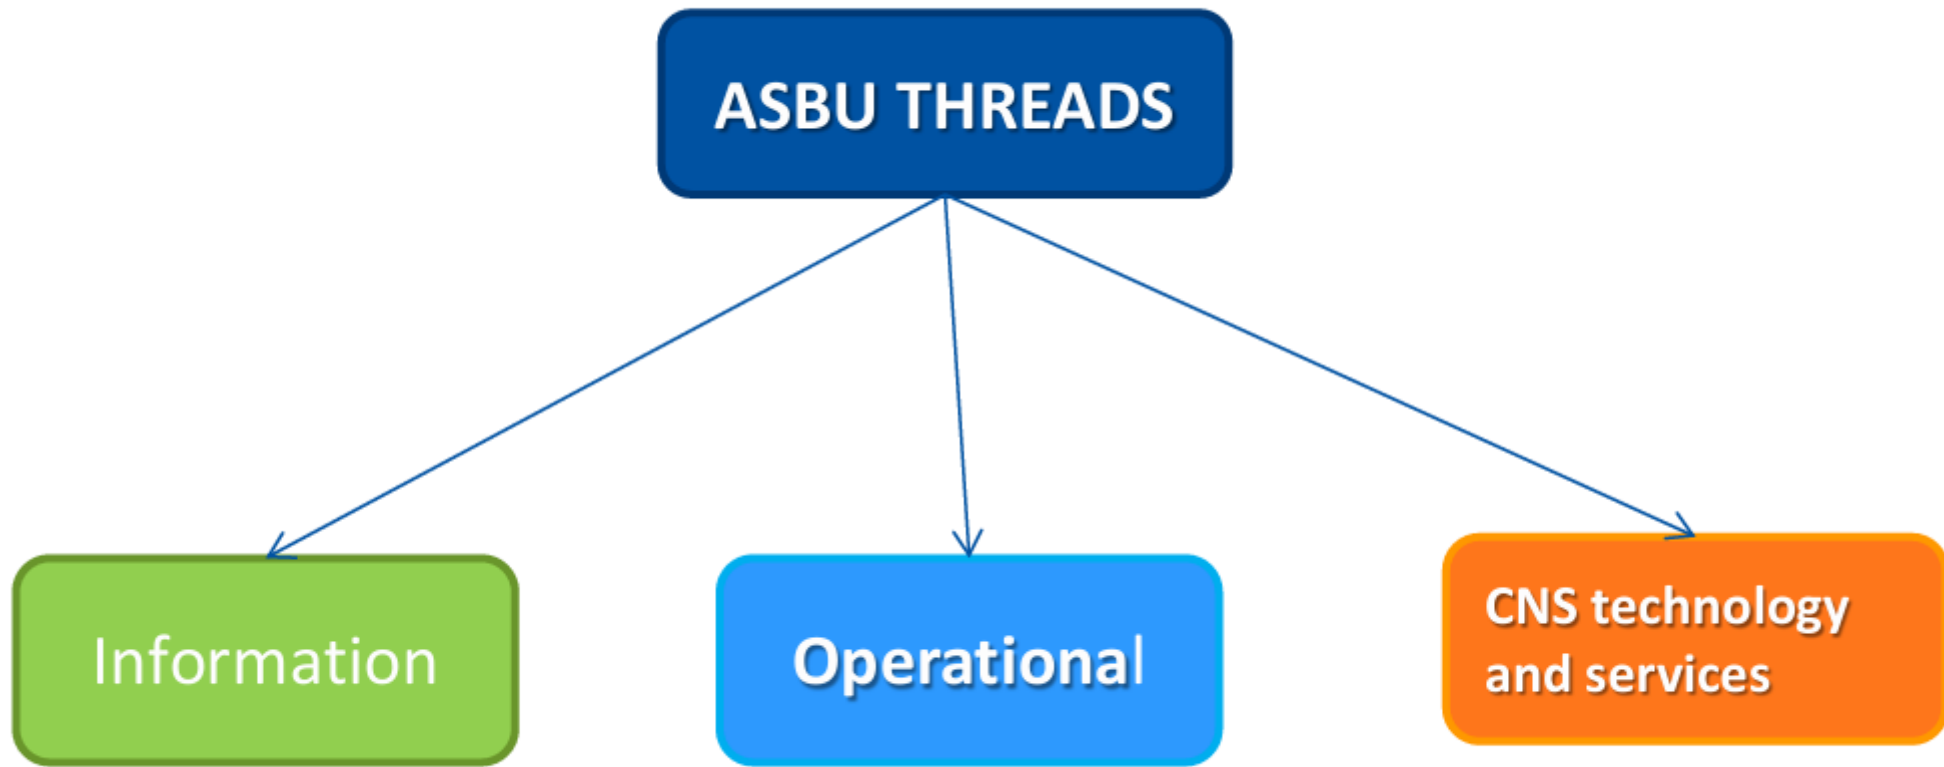 ASBU THREADS
Information
Operational
CNS technology
and services